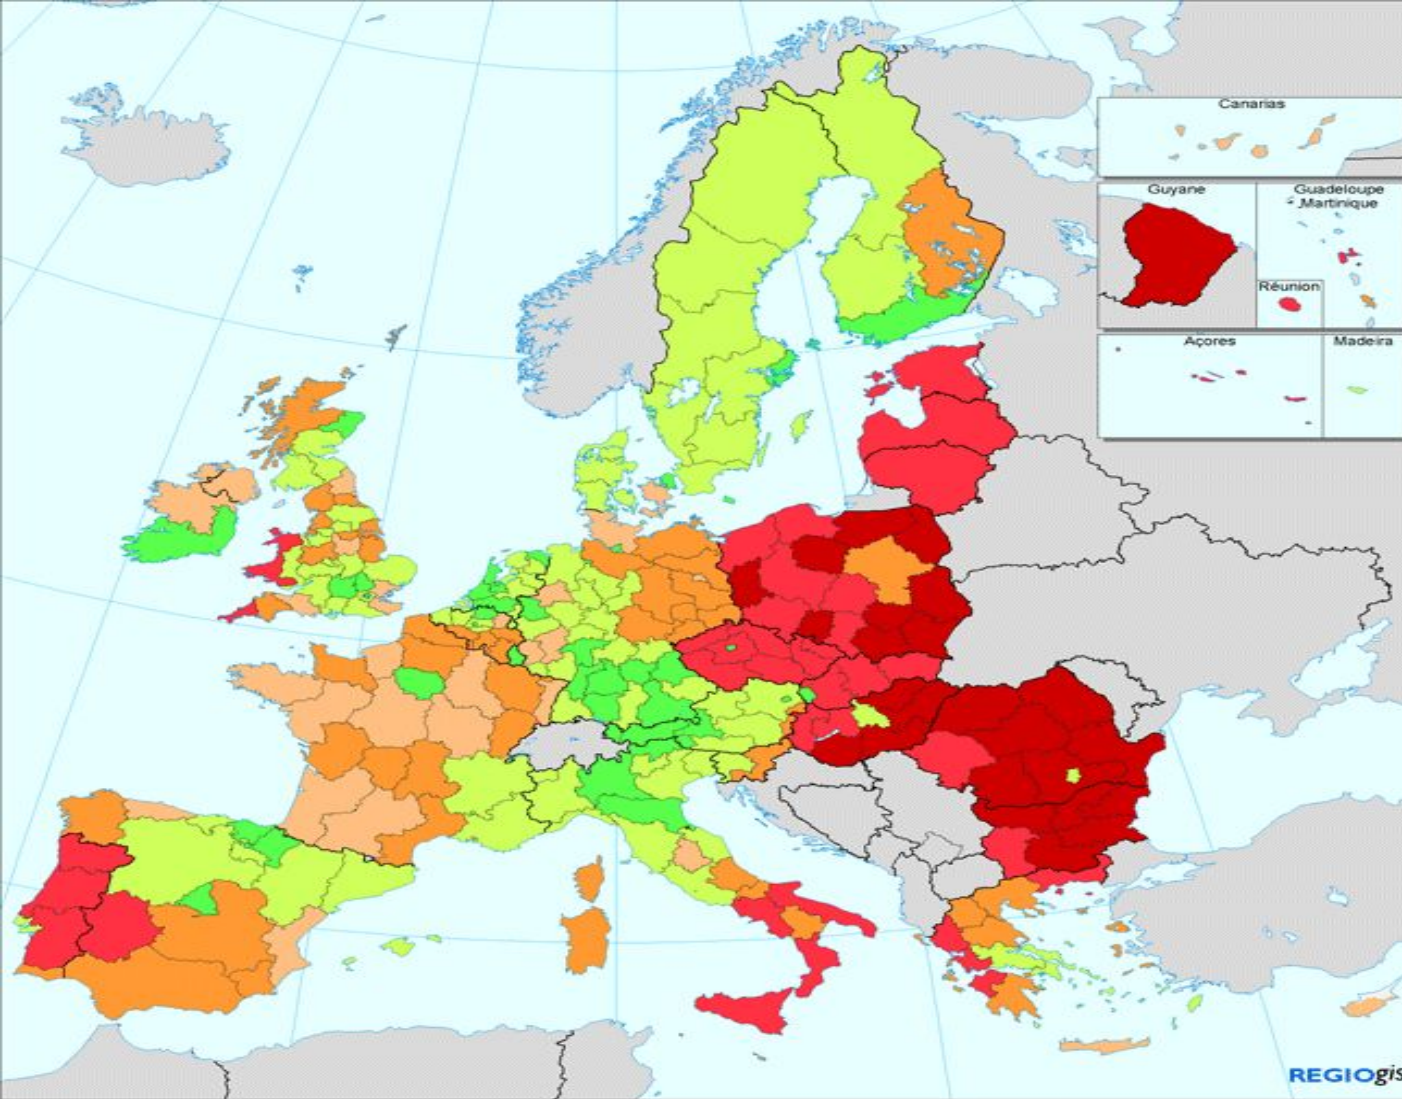 Canarias
Guyane
Guadeloupe
Martinique
Réunion
Açores
Madeira
REGIOgis